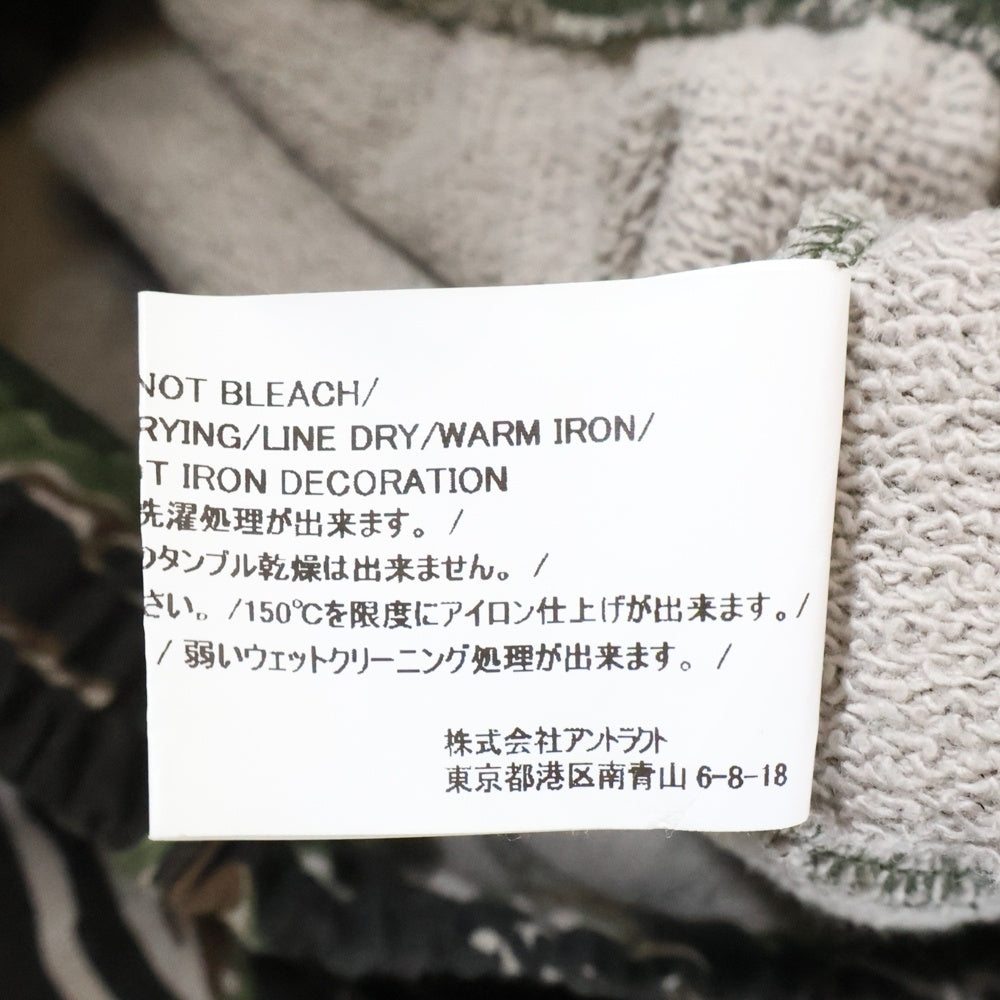 NOT BLEACH/
RYING/LINE DRY/WARM IRON/
T IRON DECORATION
洗濯処理が出来ます。 /
のタンブル乾燥は出来ません。 /
さい。 /150℃を限度にアイロン仕上げが出来ます。/
/ 弱いウェットクリーニング処理が出来ます。 /
株式会社アントラクト
東京都港区南青山 6-8-18